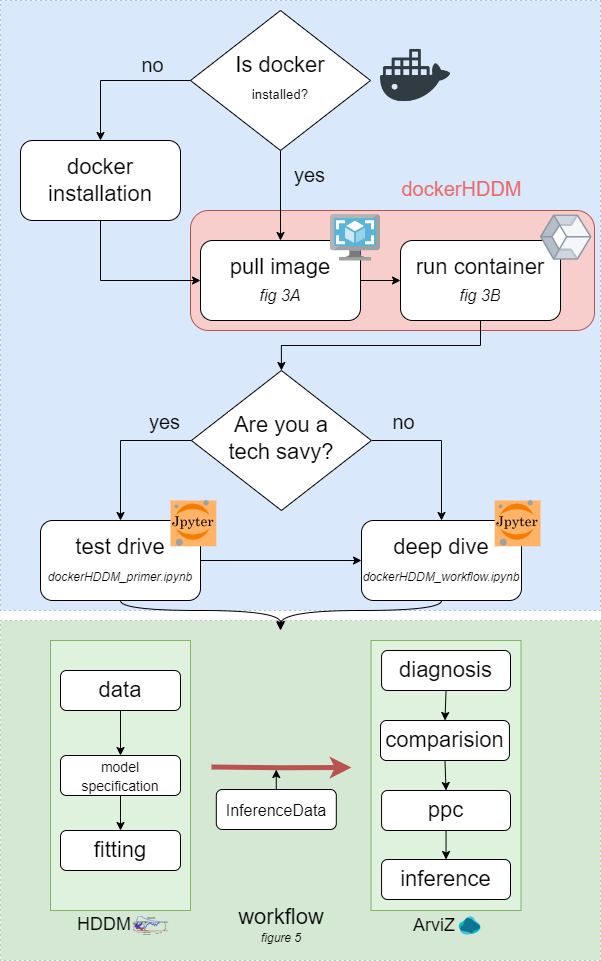 Is docker
installed?
no
yes
docker
installation
dockerHDDM
pull image
fig 3A
run container
fig 3B
Are you a
tech savy?
yes
no
Jpyter
test drive
dockerHDDM_primer.ipynb
Jpyter
deep dive
dockerHDDM_workflow.ipynb
data
model
specification
fitting
HDDM
InferenceData
workflow
figure 5
diagnosis
comparision
ppc
inference
ArviZ